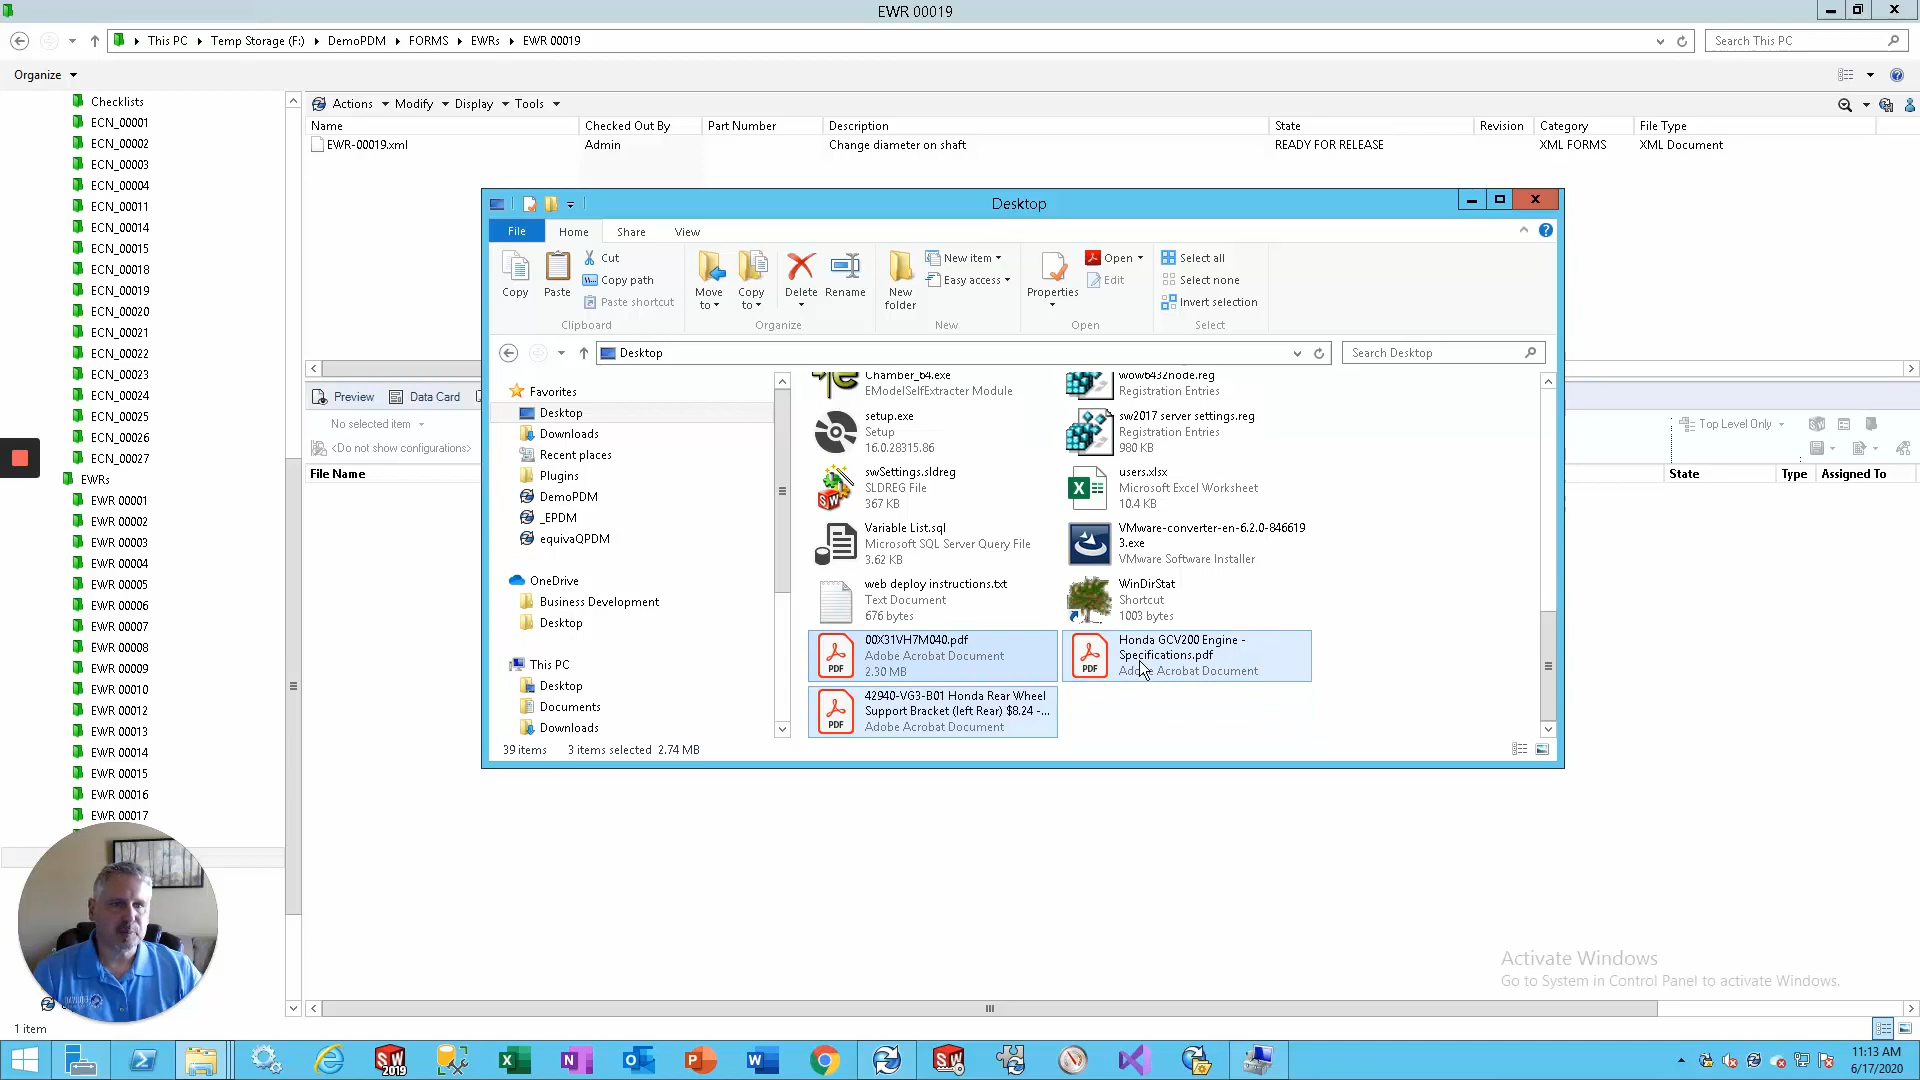 EWR 00019
This PC Temp Storage (F:) DemoPDM FORMS EWRs EWR 00019
Search This PC
Organize
Actions Modify Display Tools
Name Checked Out By Part Number Description State Revision Category File Type
EWR-00019.xml Admin Change diameter on shaft READY FOR RELEASE XML FORMS XML Document
Checklists
ECN_00001
ECN_00002
ECN_00003
ECN_00004
ECN_00011
ECN_00014
ECN_00015
ECN_00018
ECN_00019
ECN_00020
ECN_00021
ECN_00022
ECN_00023
ECN_00024
ECN_00025
ECN_00026
ECN_00027
EWRs
EWR 00001
EWR 00002
EWR 00003
EWR 00004
EWR 00005
EWR 00006
EWR 00007
EWR 00008
EWR 00009
EWR 00010
EWR 00012
EWR 00013
EWR 00014
EWR 00015
EWR 00016
EWR 00017
1 item
Preview Data Card
No selected item
<Do not show configurations>
File Name
Top Level Only
State Type Assigned To
Desktop
File Home Share View
Copy Paste
Cut
Copy path
Paste shortcut
Clipboard
Move to Copy to Delete Rename
Organize
New folder
New item
Easy access
New
Properties
Open
Edit
Open
Select all
Select none
Invert selection
Select
Desktop
Search Desktop
Favorites
Desktop
Downloads
Recent places
Plugins
DemoPDM
_EPDM
equivaQPDM
OneDrive
Business Development
Desktop
This PC
Desktop
Documents
Downloads
Chamber_64.exe
EModelSelfExtracter Module
wow6432node.reg
Registration Entries
setup.exe
Setup
16.0.28315.86
sw2017 server settings.reg
Registration Entries
980 KB
swSettings.sldreg
SLDREG File
367 KB
users.xlsx
Microsoft Excel Worksheet
10.4 KB
Variable List.sql
Microsoft SQL Server Query File
3.62 KB
VMware-converter-en-6.2.0-846619
3.exe
VMware Software Installer
web deploy instructions.txt
Text Document
676 bytes
WinDirStat
Shortcut
1003 bytes
PDF
00X31VH7M040.pdf
Adobe Acrobat Document
2.30 MB
PDF
Honda GCV200 Engine -
Specifications.pdf
Adobe Acrobat Document
PDF
42940-VG3-B01 Honda Rear Wheel
Support Bracket (left Rear) $8.24 -...
Adobe Acrobat Document
39 items 3 items selected 2.74 MB
Activate Windows
Go to System in Control Panel to activate Windows.
SW
2019
11:13 AM
6/17/2020